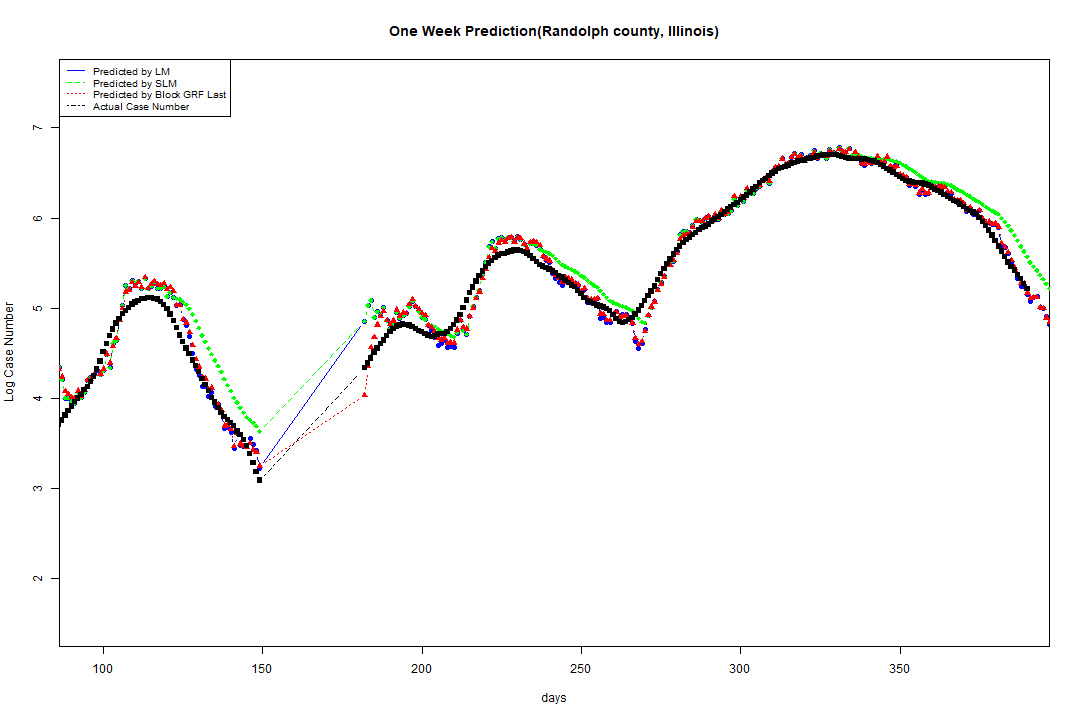 One Week Prediction(Randolph county, Illinois)
Predicted by LM
Predicted by SLM
Predicted by Block GRF Last
Actual Case Number
7
6
5
4
3
2
Log Case Number
100 150 200 250 300 350
days